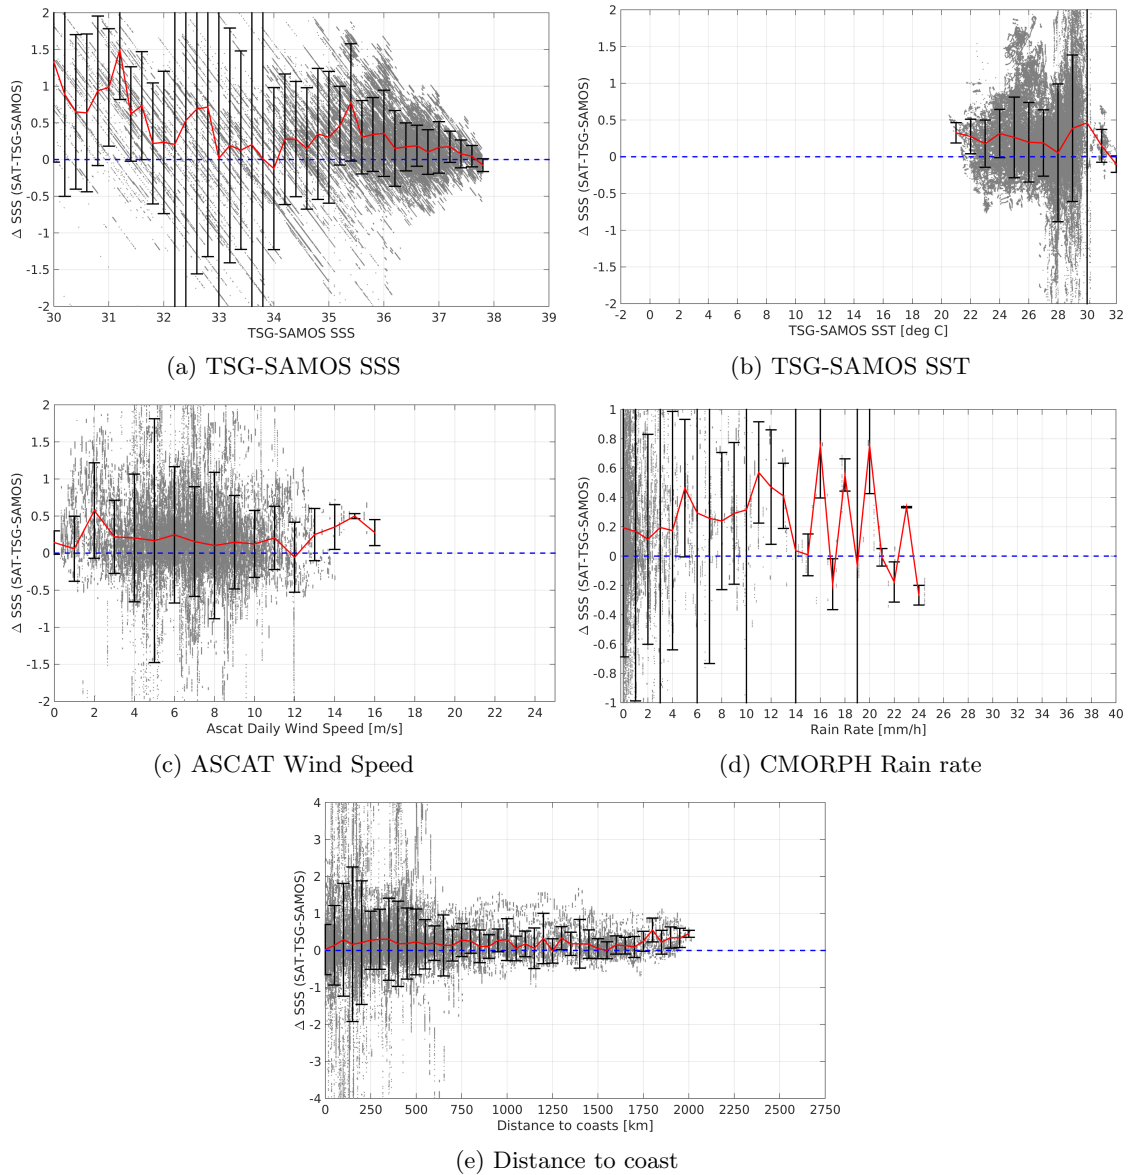 Δ SSS (SAT-TSG-SAMOS)
2
1.5
1
0.5
0
-0.5
-1
-1.5
-2
30 31 32 33 34 35 36 37 38 39
TSG-SAMOS SSS
(a) TSG-SAMOS SSS
Δ SSS (SAT-TSG-SAMOS)
2
1.5
1
0.5
0
-0.5
-1
-1.5
-2
-2 0 2 4 6 8 10 12 14 16 18 20 22 24 26 28 30 32
TSG-SAMOS SST [deg C]
(b) TSG-SAMOS SST
Δ SSS (SAT-TSG-SAMOS)
2
1.5
1
0.5
0
-0.5
-1
-1.5
-2
0 2 4 6 8 10 12 14 16 18 20 22 24
Ascat Daily Wind Speed [m/s]
(c) ASCAT Wind Speed
Δ SSS (SAT-TSG-SAMOS)
1
0.8
0.6
0.4
0.2
0
-0.2
-0.4
-0.6
-0.8
-1
0 2 4 6 8 10 12 14 16 18 20 22 24 26 28 30 32 34 36 38 40
Rain Rate [mm/h]
(d) CMORPH Rain rate
Δ SSS (SAT-TSG-SAMOS)
4
3
2
1
0
-1
-2
-3
-4
0 250 500 750 1000 1250 1500 1750 2000 2250 2500 2750
Distance to coasts [km]
(e) Distance to coast